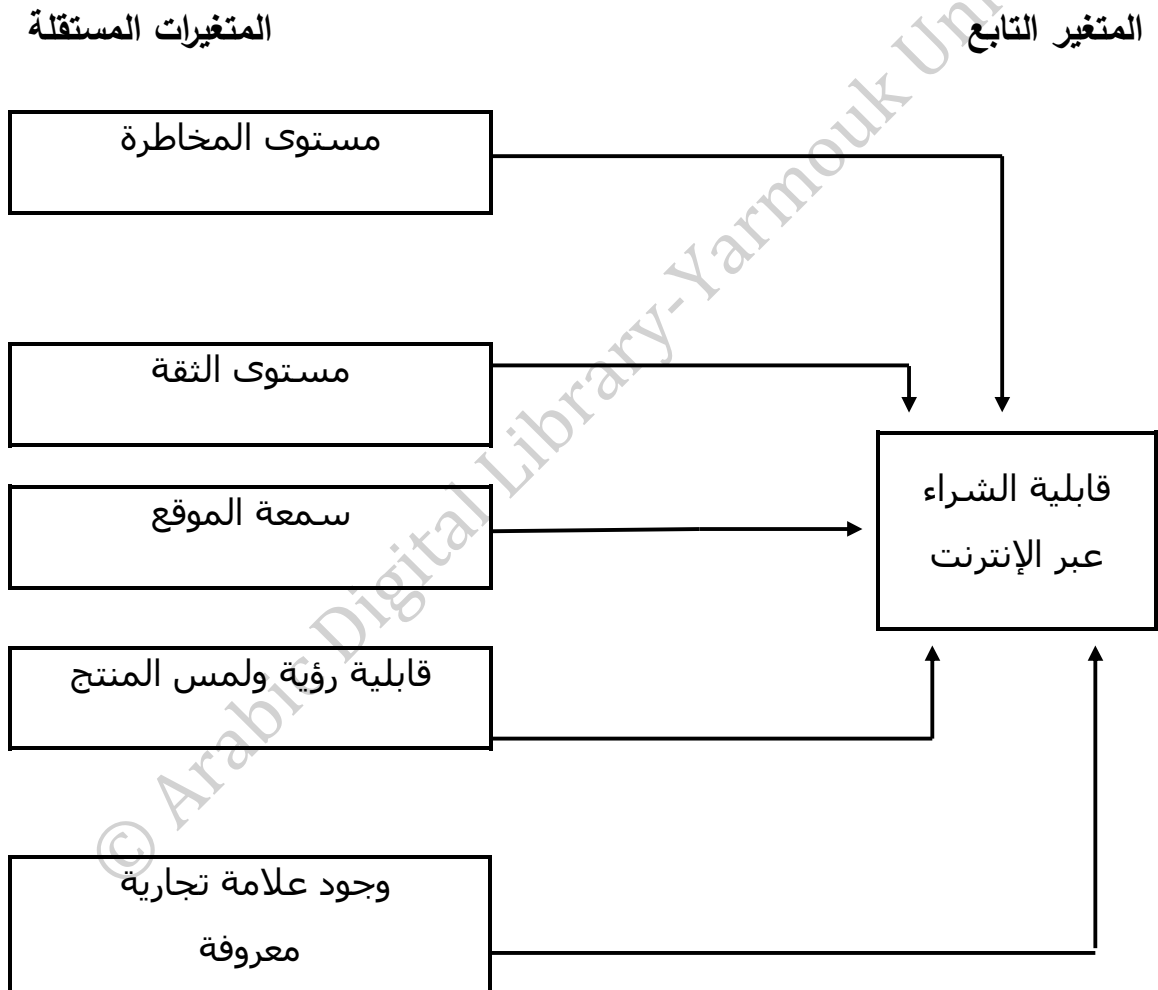 المتغير التابع
المتغيرات المستقلة
مستوى المخاطرة
مستوى الثقة
سمعة الموقع
قابلية رؤية ولمس المنتج
وجود علامة تجارية
معروفة
قابلية الشراء
عبر الإنترنت
© Arabic Digital Library-Yarmouk Uni